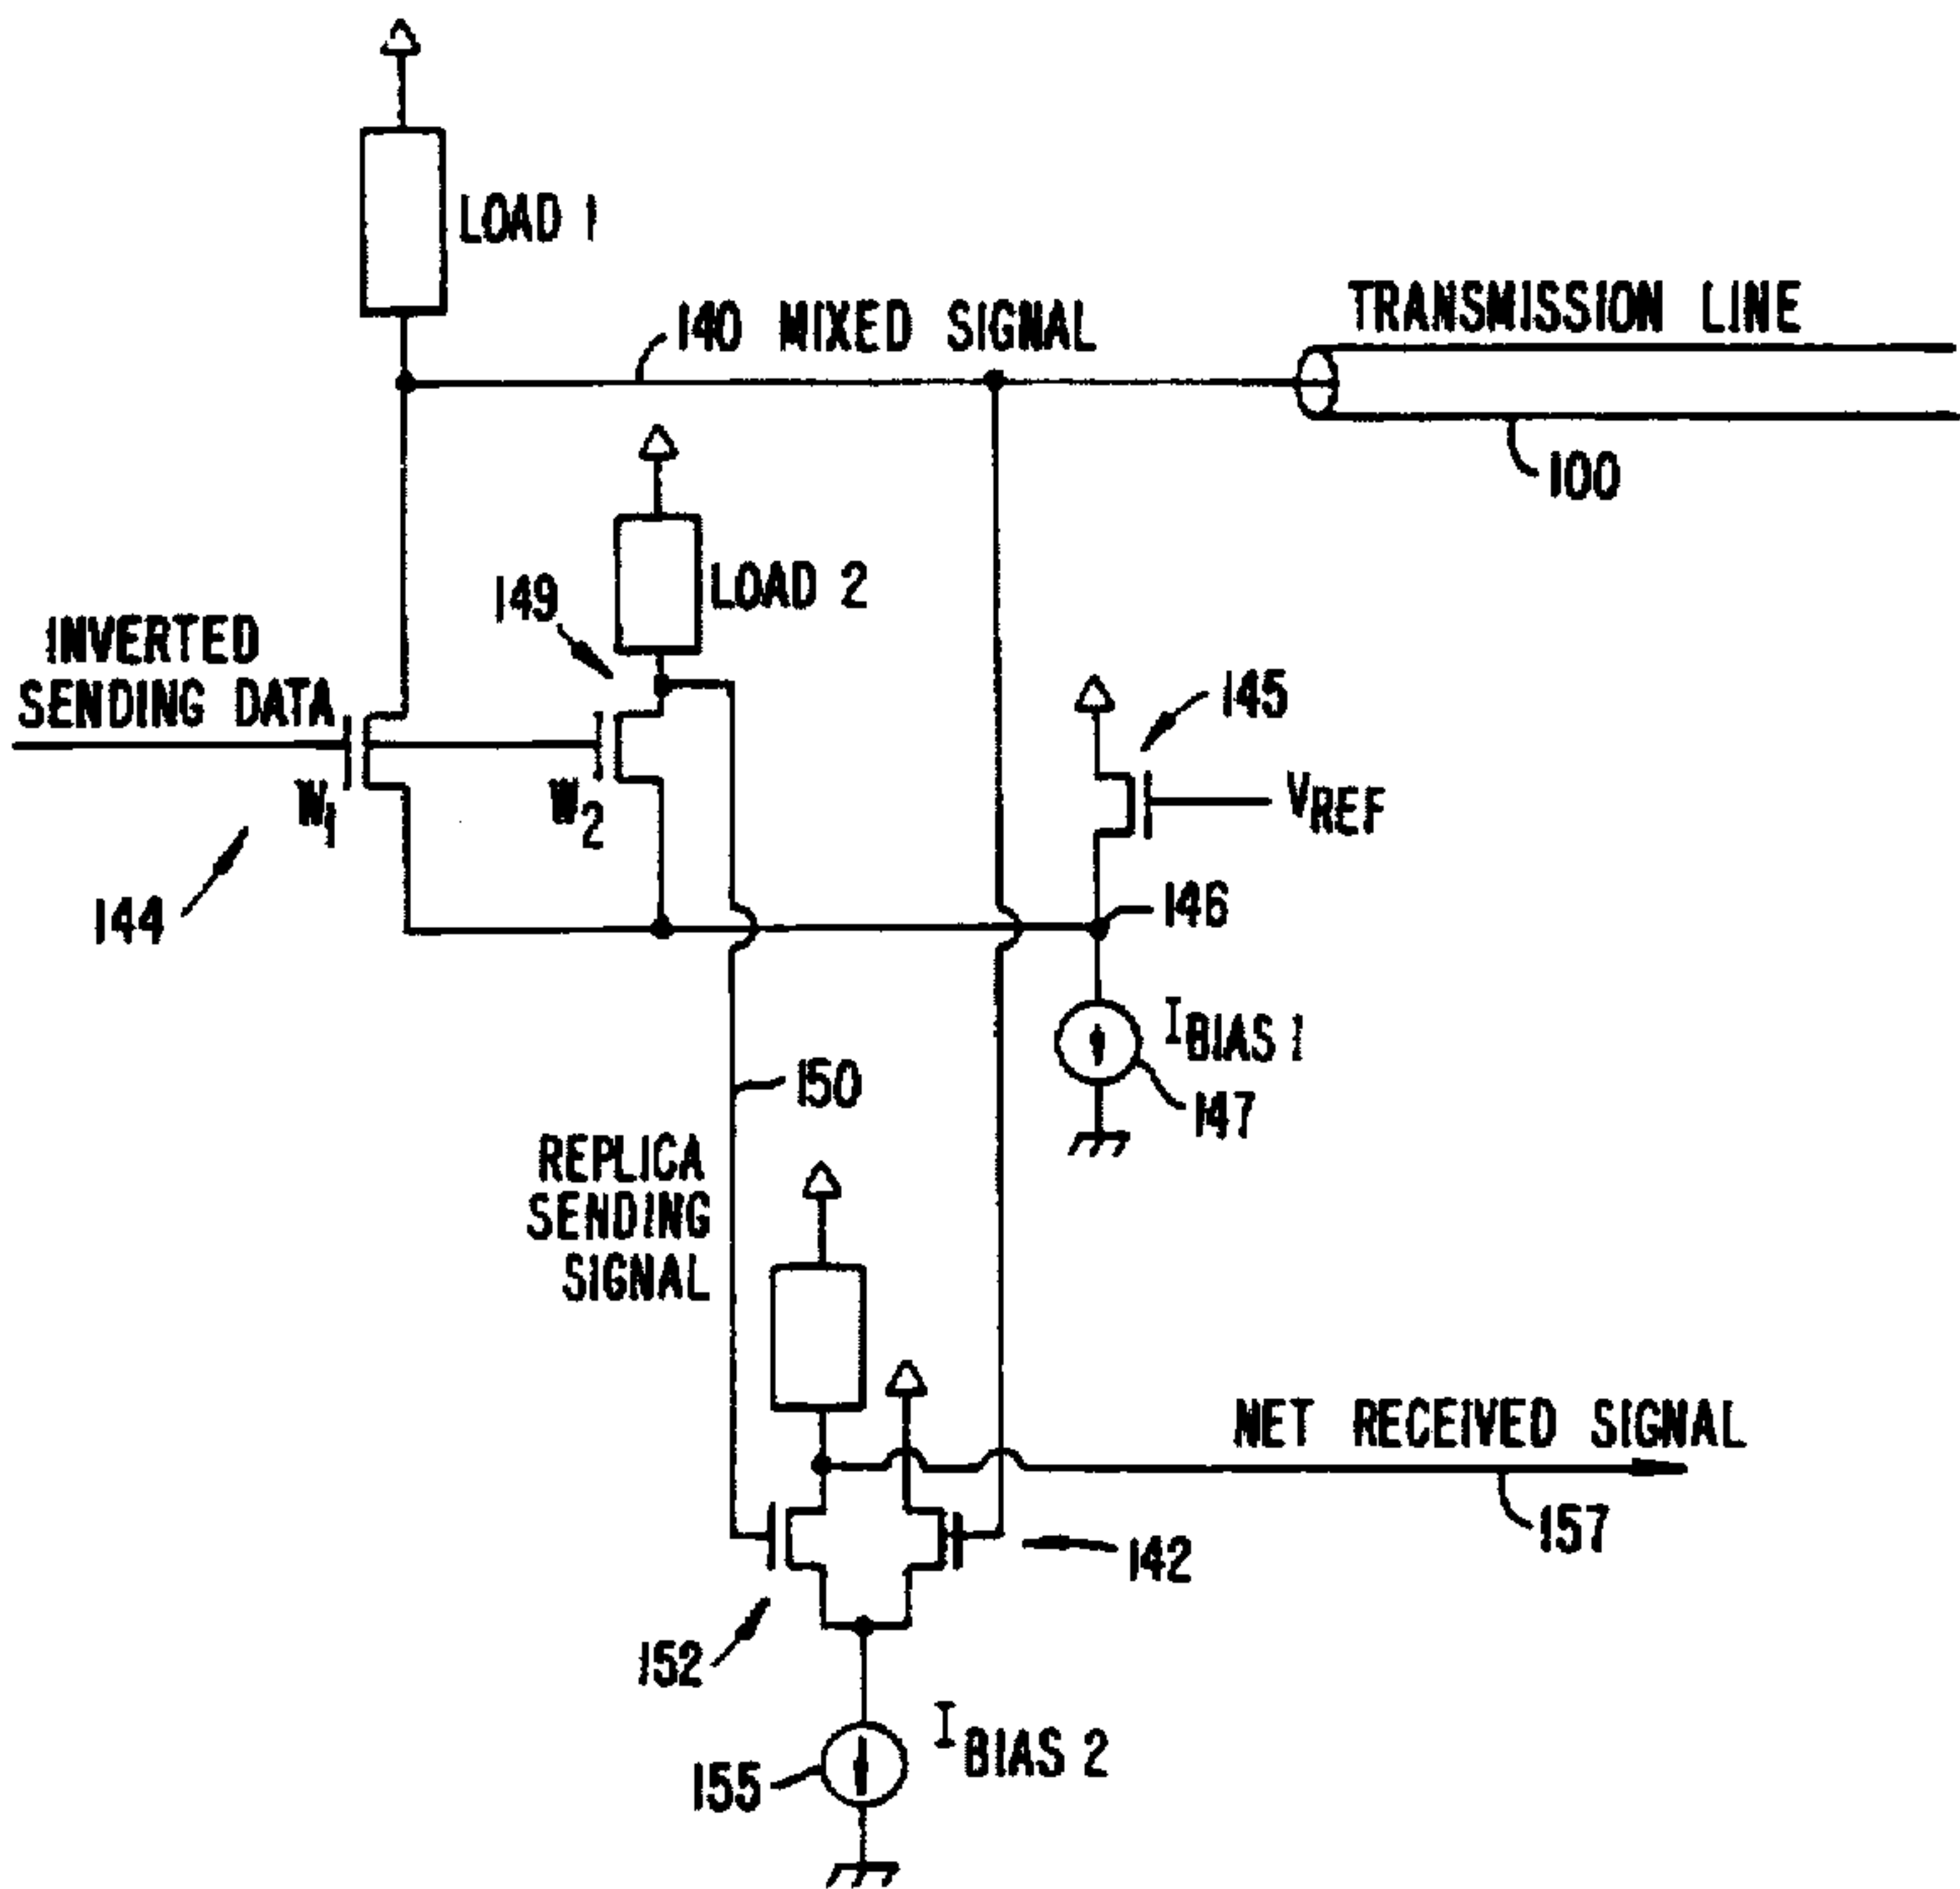 LOAD 1
140 MIXED SIGNAL
TRANSMISSION LINE
100
149
LOAD 2
INVERTED
SENDING DATA
145
W1
W2
VREF
144
146
IBIAS 1
147
150
REPLICA
SENDING
SIGNAL
NET RECEIVED SIGNAL
157
142
152
IBIAS 2
155